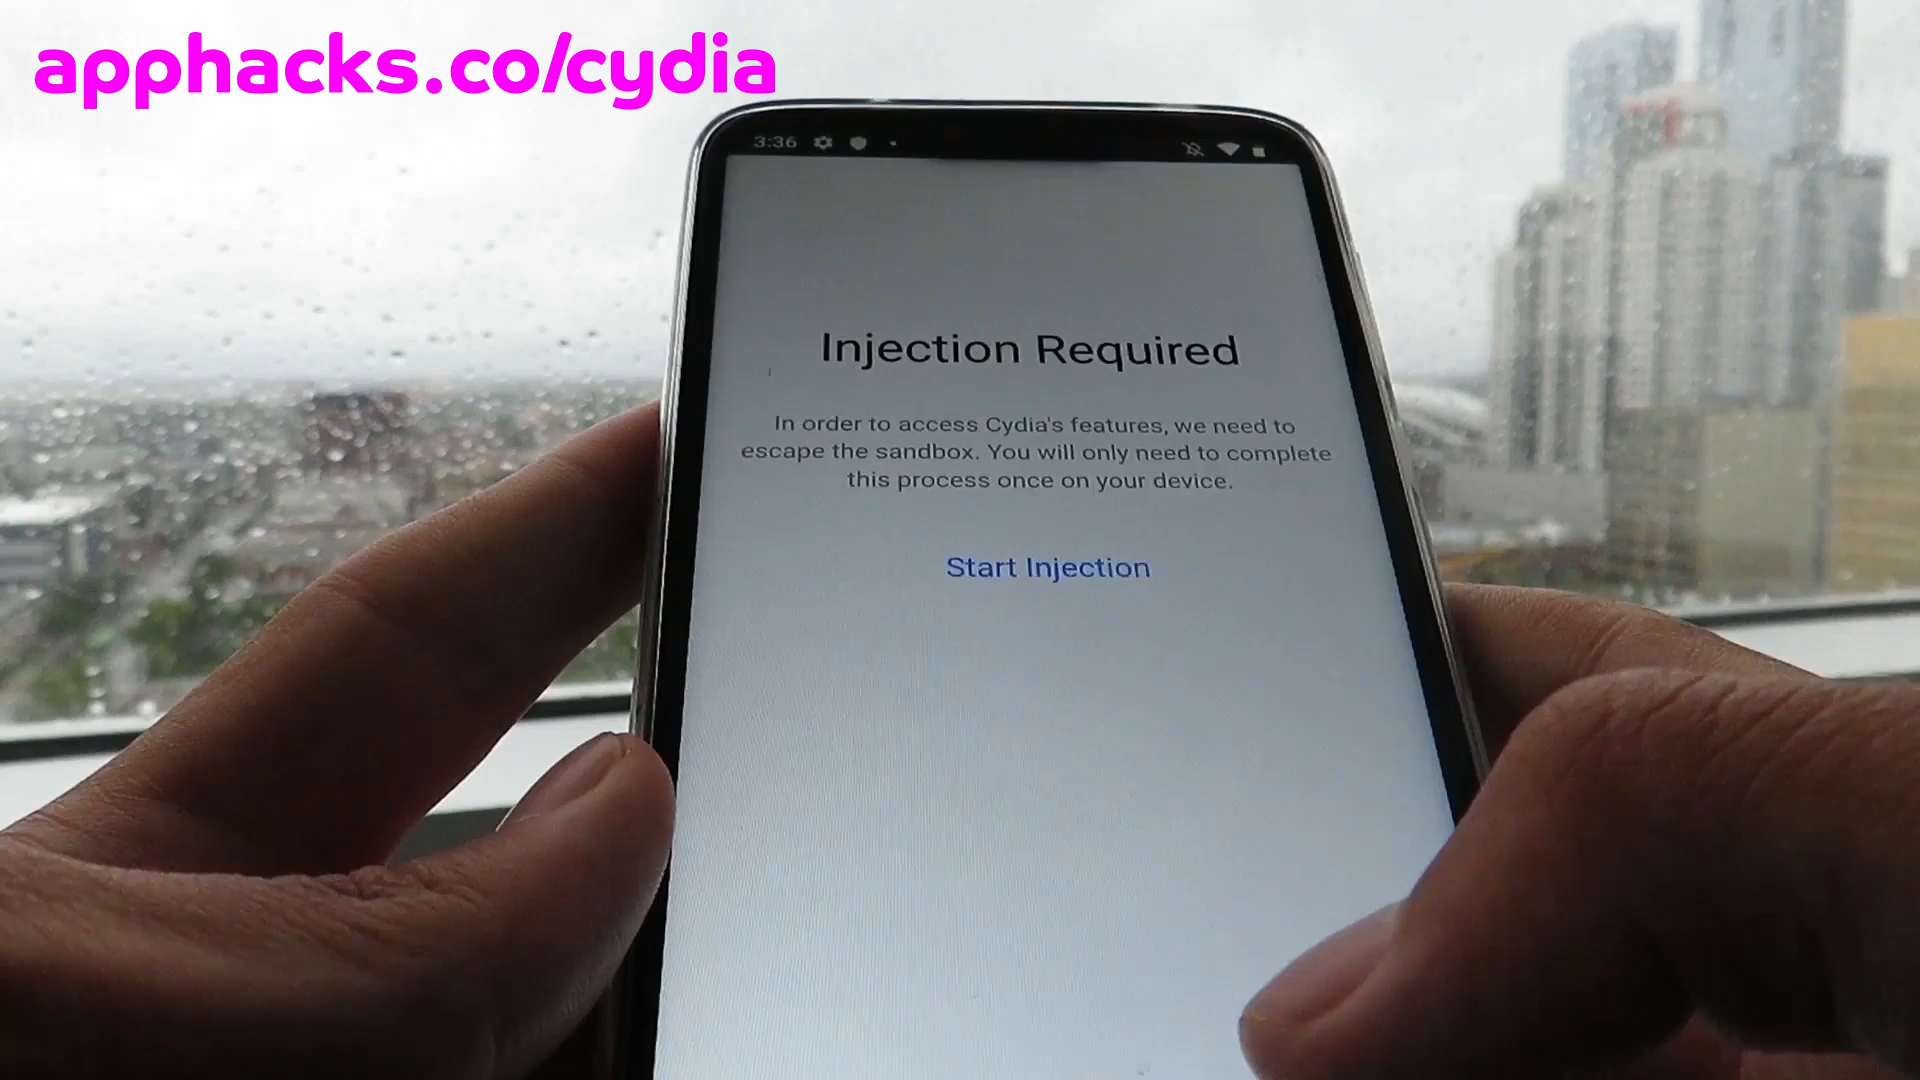 apphacks.co/cydia
3:36
Injection Required
In order to access Cydia's features, we need to
escape the sandbox. You will only need to complete
this process once on your device.
Start Injection